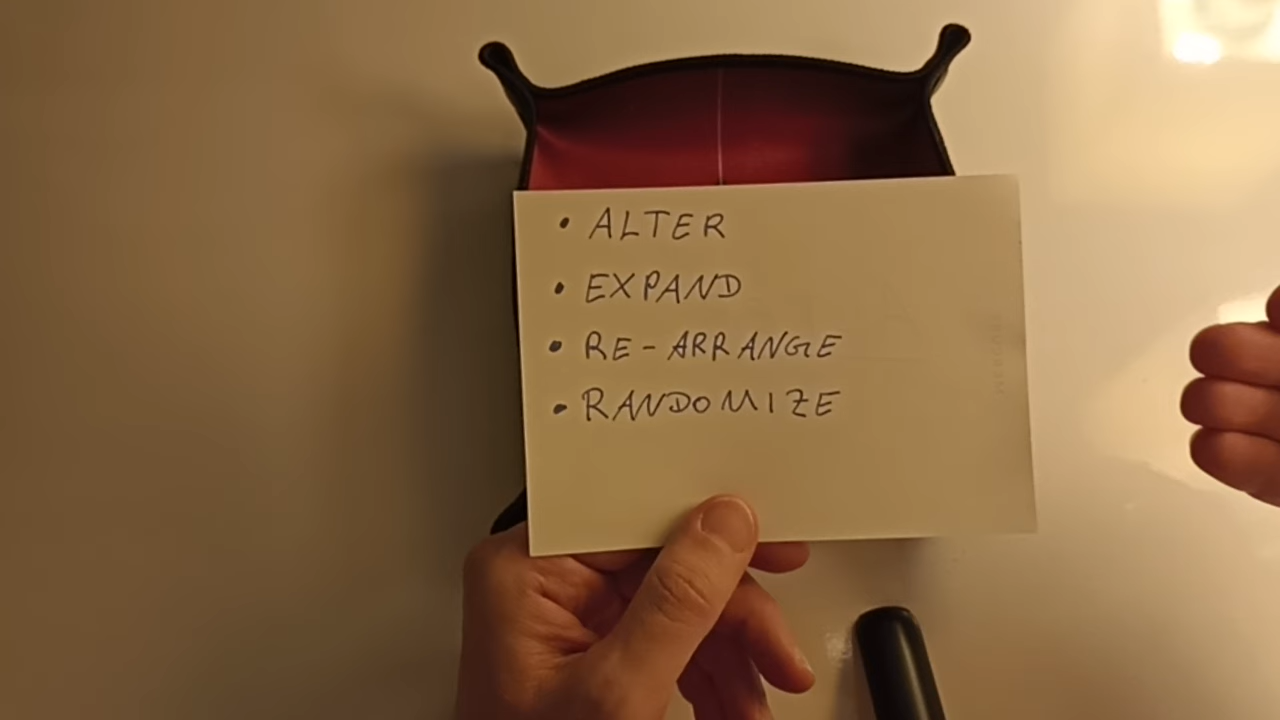 • ALTER
• EXPAND
• RE-ARRANGE
• RANDOMIZE